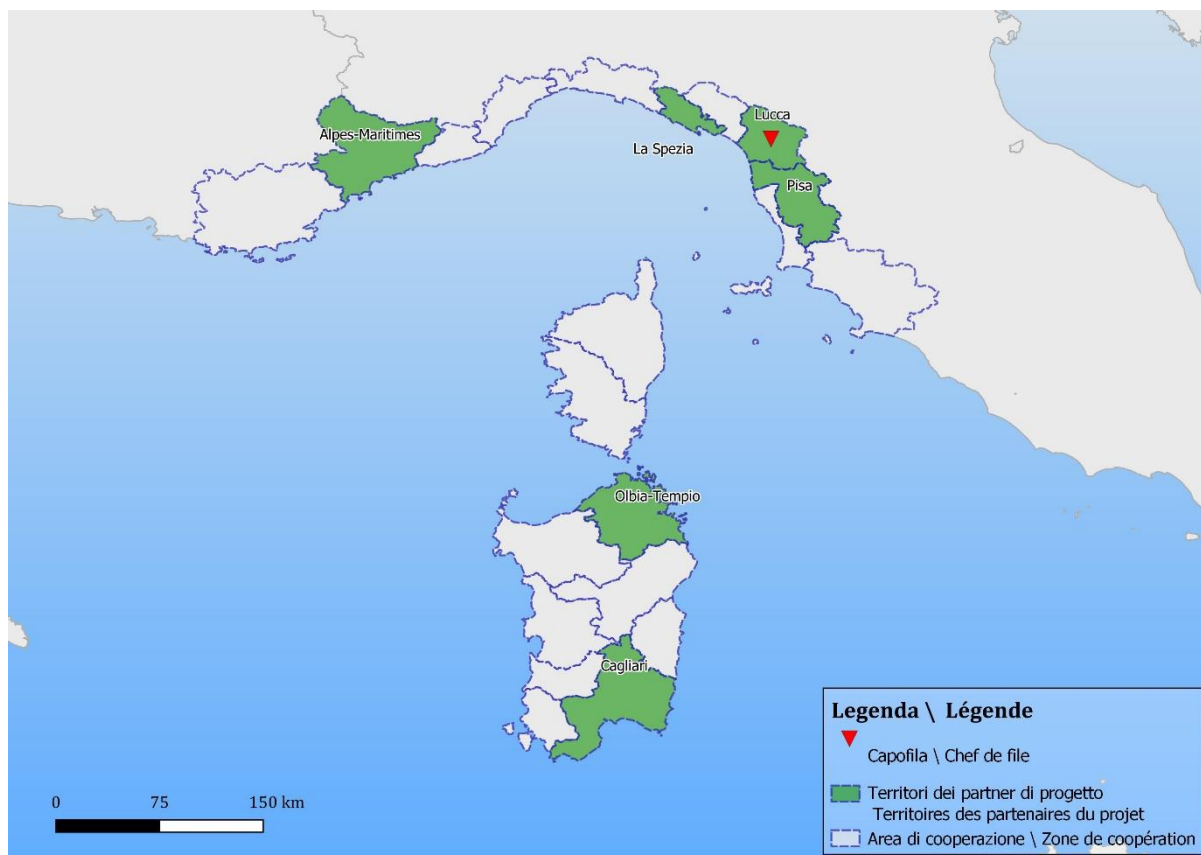 Lucca
Alpes-Maritimes
La Spezia
Pisa
Olbia-Tempio
Cagliari
Legenda \ Légende
Capofila \ Chef de file
Territori dei partner di progetto
Territoires des partenaires du projet
Area di cooperazione \ Zone de coopération
0 75 150 km